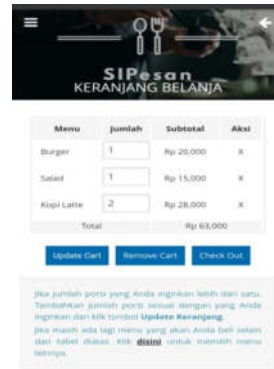 SIPesan
KERANJANG BELANJA
Menu Jumlah Subtotal Aksi
Burger 1 Rp 20,000 X
Salad 1 Rp 15,000 X
Kopi Latte 2 Rp 28,000 X
Total Rp 63,000
Update Cart Remove Cart Check Out
Jika jumlah porsi yang Anda inginkan lebih dari satu.
Tambahkan jumlah porsi sesuai dengan yang Anda
inginkan dan klik tombol Update Keranjang.
Jika masih ada lagi menu yang akan Anda beli selain
dari tabel diatas. Klik disini untuk memilih menu
lainnya.